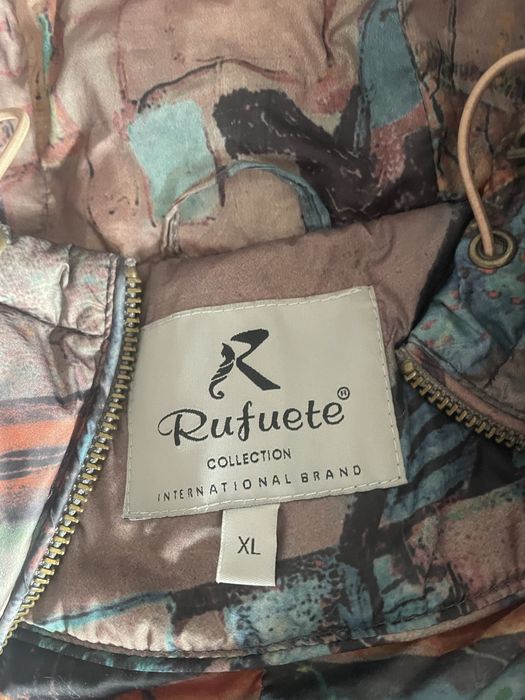 R
Rufuete ®
COLLECTION
INTERNATIONAL BRAND
XL